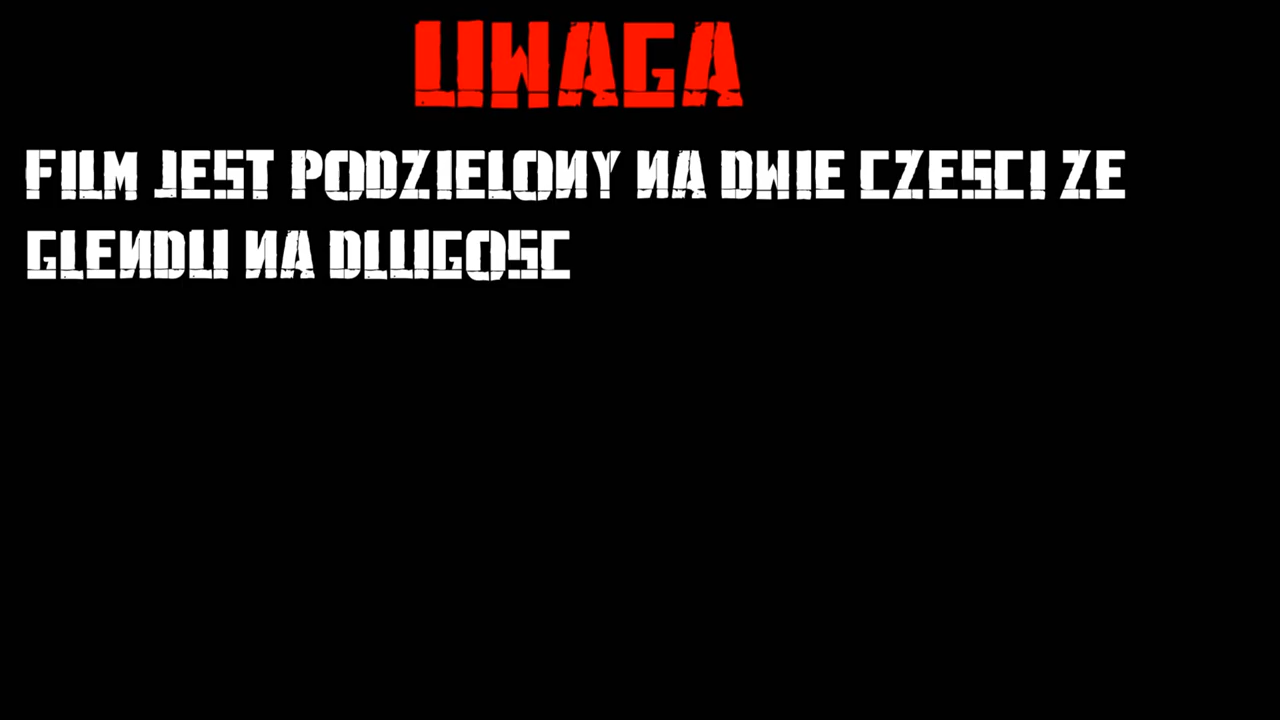 UWAGA
FILM JEST PODZIELONY NA DWIE CZESCI ZE
GLENDU NA DLUGOSC